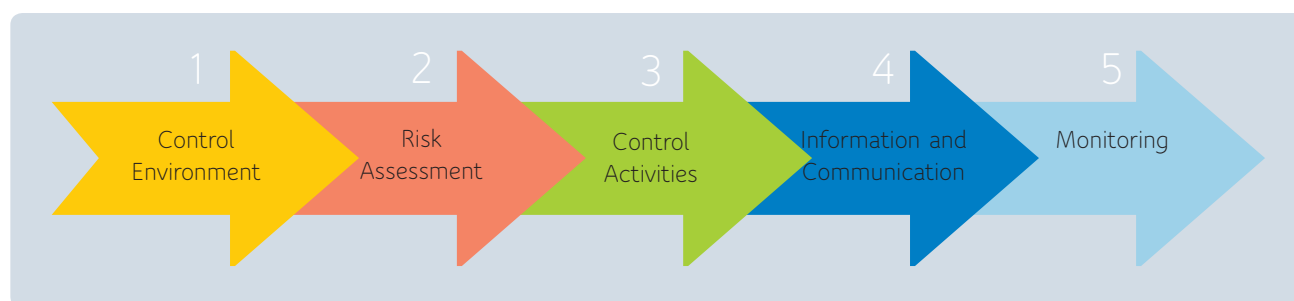 1
Control
Environment
2
Risk
Assessment
3
Control
Activities
4
Information and
Communication
5
Monitoring